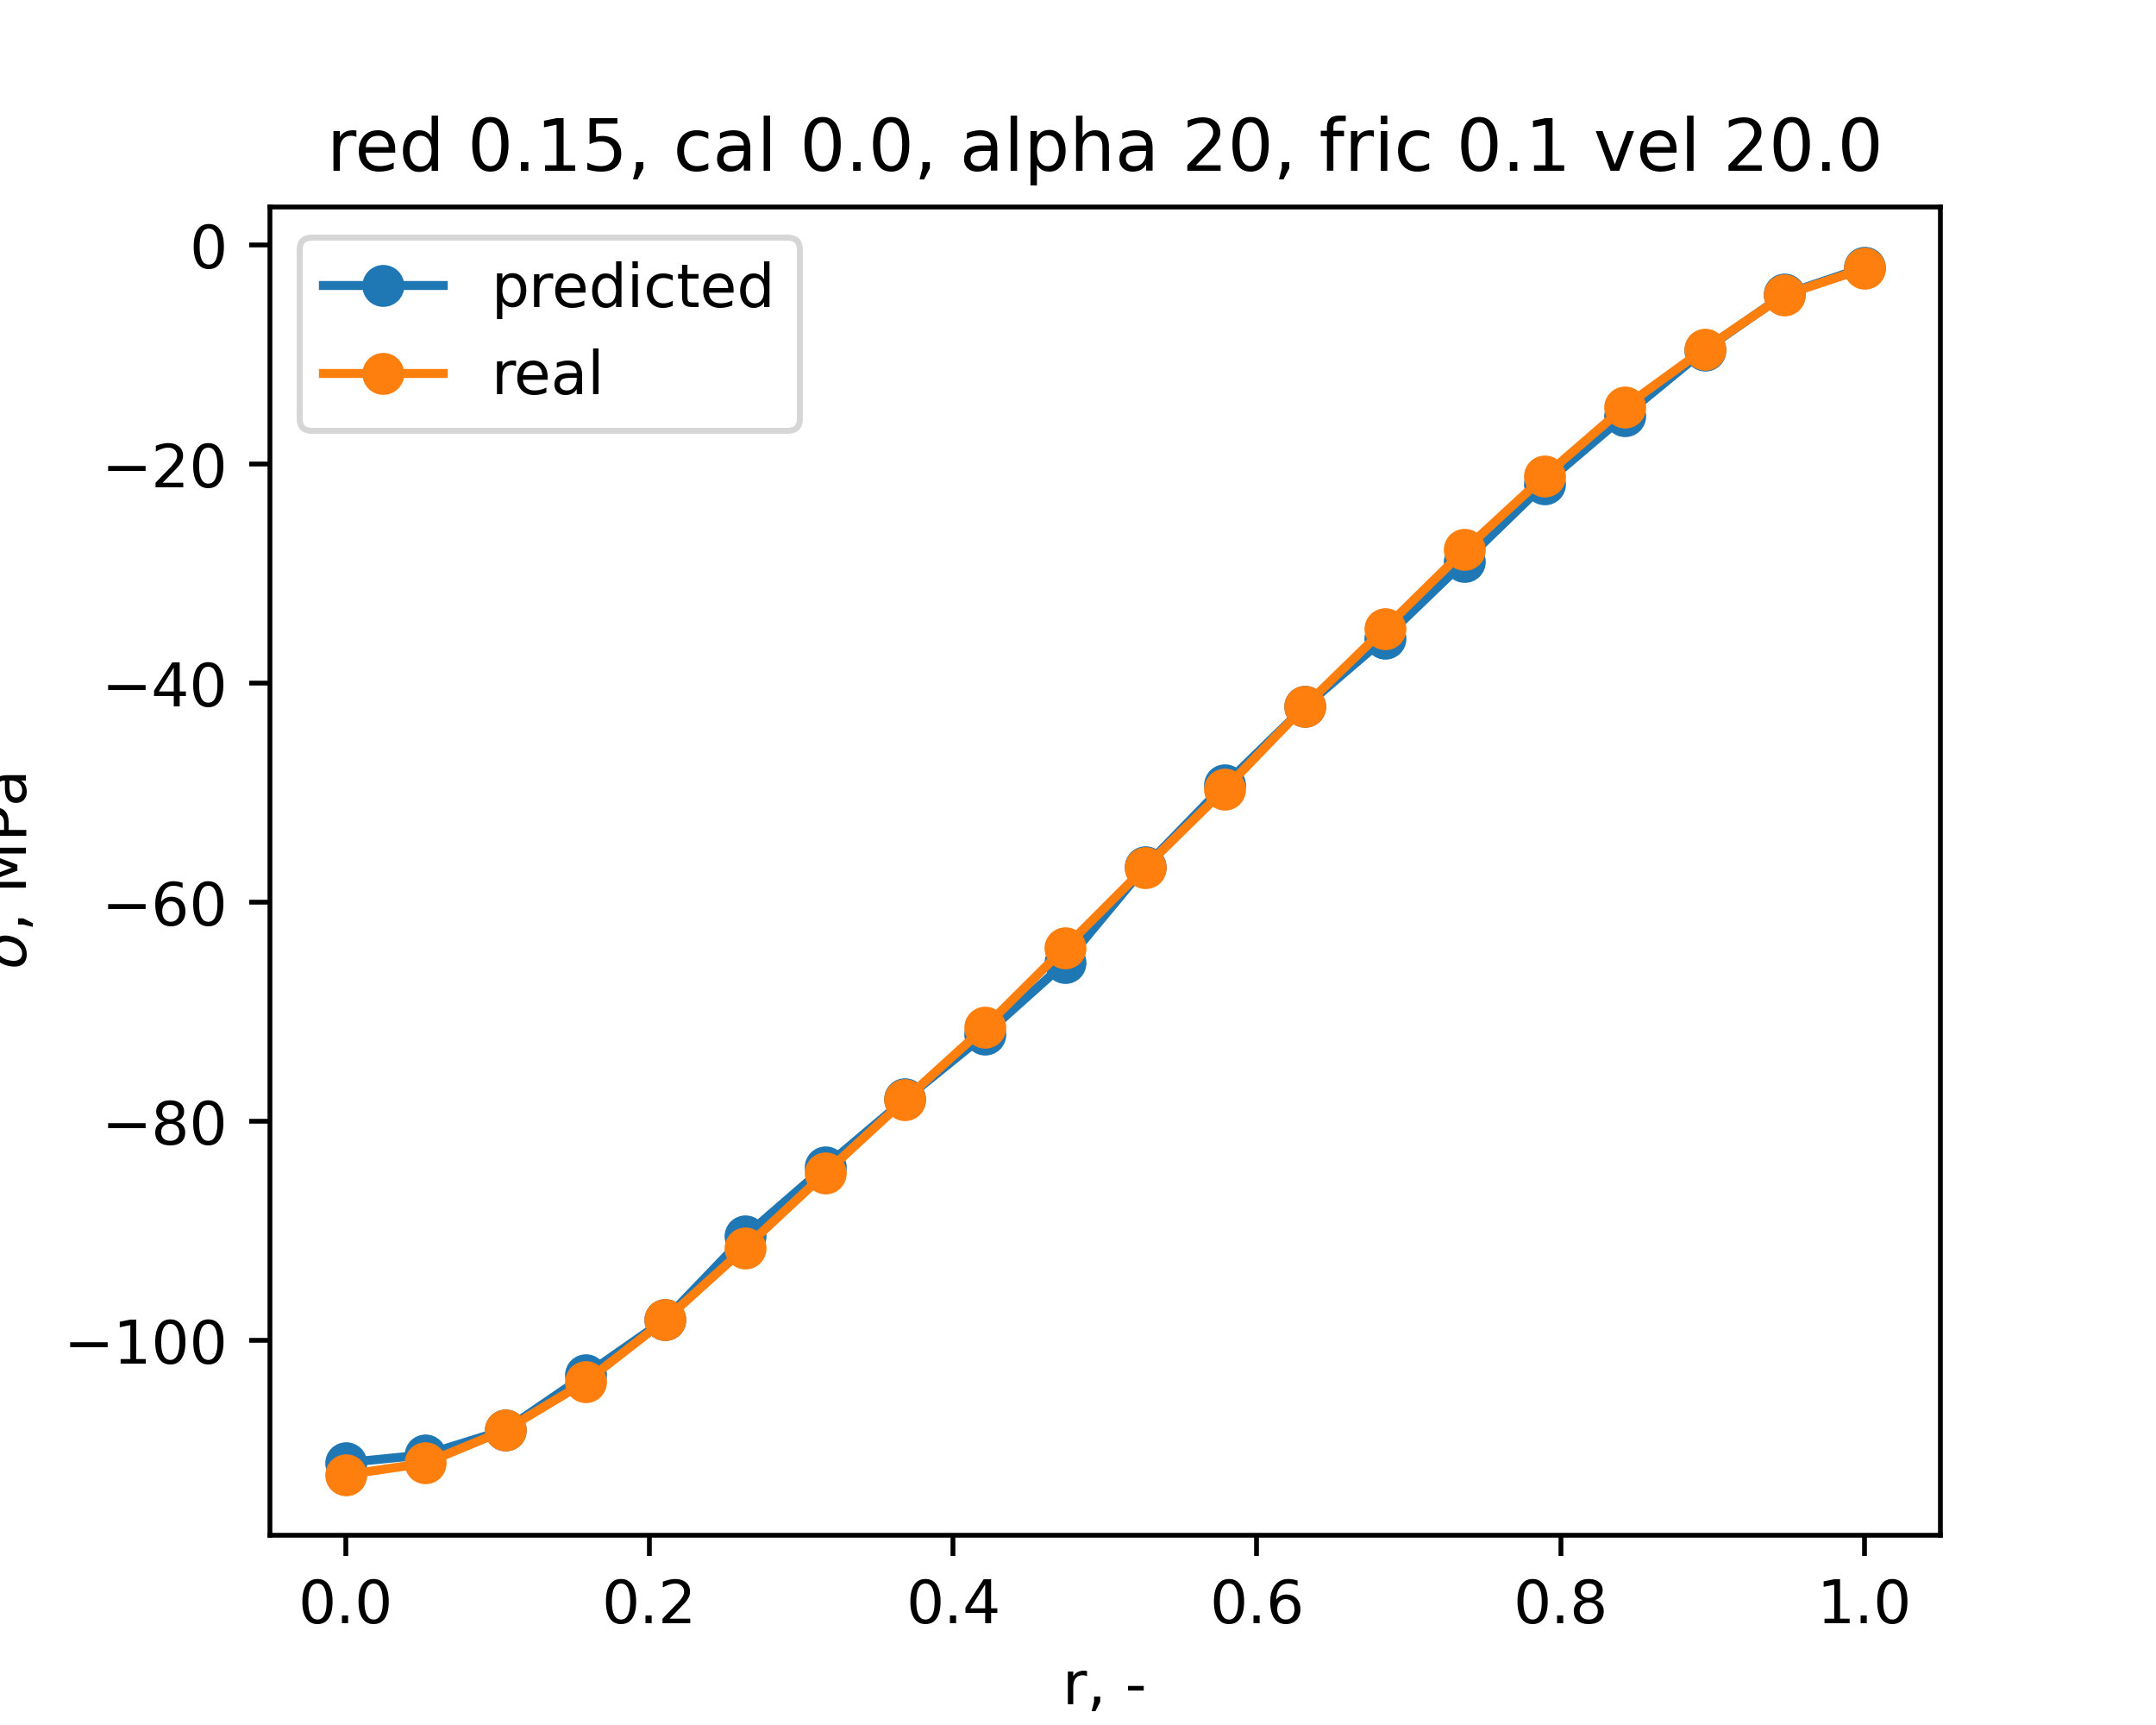 red 0.15, cal 0.0, alpha 20, fric 0.1 vel 20.0
predicted
real
0
−20
−40
−60
−80
−100
σ, MPa
0.0 0.2 0.4 0.6 0.8 1.0
r, -